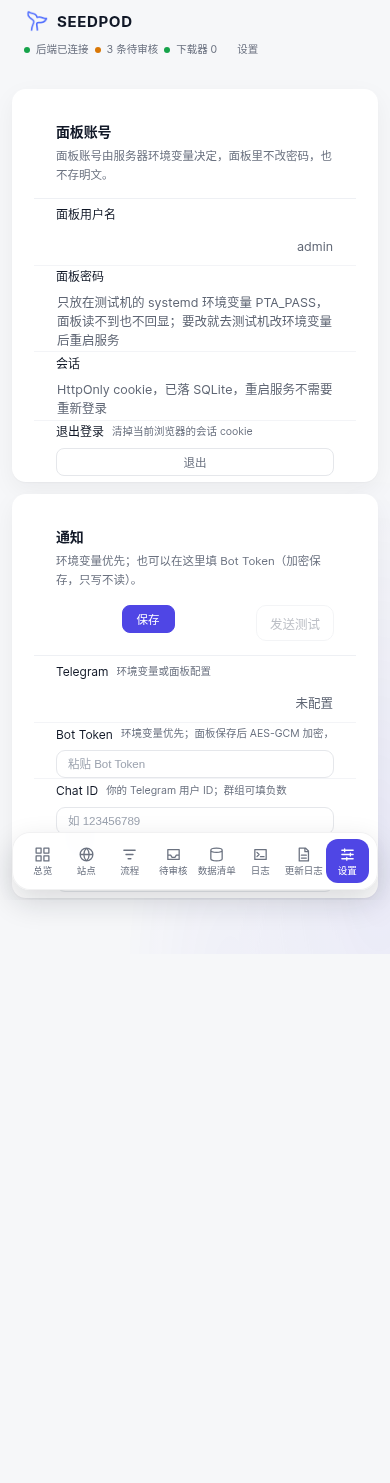 SEEDPOD
后端已连接 3 条待审核 下载器 0 设置
面板账号
面板账号由服务器环境变量决定，面板里不改密码，也
不存明文。
面板用户名
admin
面板密码
只放在测试机的 systemd 环境变量 PTA_PASS，
面板读不到也不回显；要改就去测试机改环境变量
后重启服务
会话
HttpOnly cookie，已落 SQLite，重启服务不需要
重新登录
退出登录 清掉当前浏览器的会话 cookie
退出
通知
环境变量优先；也可以在这里填 Bot Token（加密保
存，只写不读）。
保存 发送测试
Telegram 环境变量或面板配置
未配置
Bot Token 环境变量优先；面板保存后 AES-GCM 加密，
粘贴 Bot Token
Chat ID 你的 Telegram 用户 ID；群组可填负数
如 123456789
总览 站点 流程 待审核 数据清单 日志 更新日志 设置